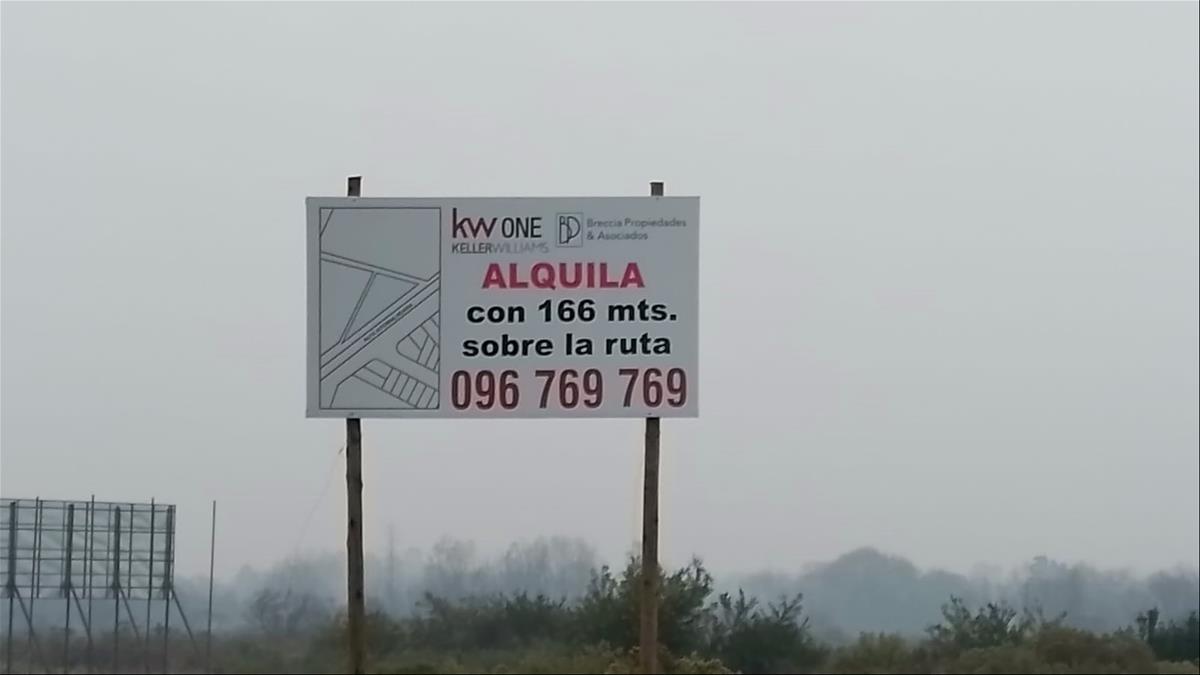 kw ONE
KELLERWILLIAMS
BP
Breccia Propiedades
& Asociados
ALQUILA
con 166 mts.
sobre la ruta
096 769 769